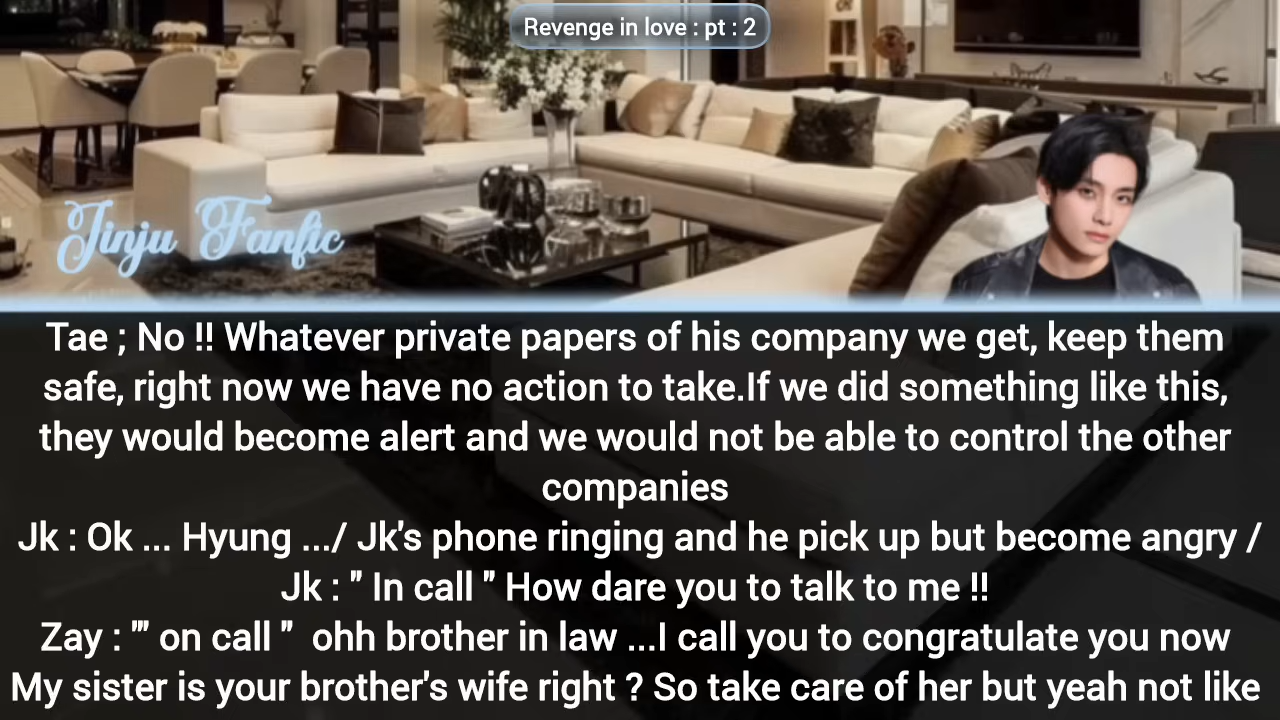 Revenge in love : pt : 2
Jinju Fanfic
Tae ; No !! Whatever private papers of his company we get, keep them
safe, right now we have no action to take.If we did something like this,
they would become alert and we would not be able to control the other
companies
Jk : Ok ... Hyung .../ Jk's phone ringing and he pick up but become angry /
Jk : " In call " How dare you to talk to me !!
Zay : "' on call "  ohh brother in law ...I call you to congratulate you now
My sister is your brother's wife right ? So take care of her but yeah not like